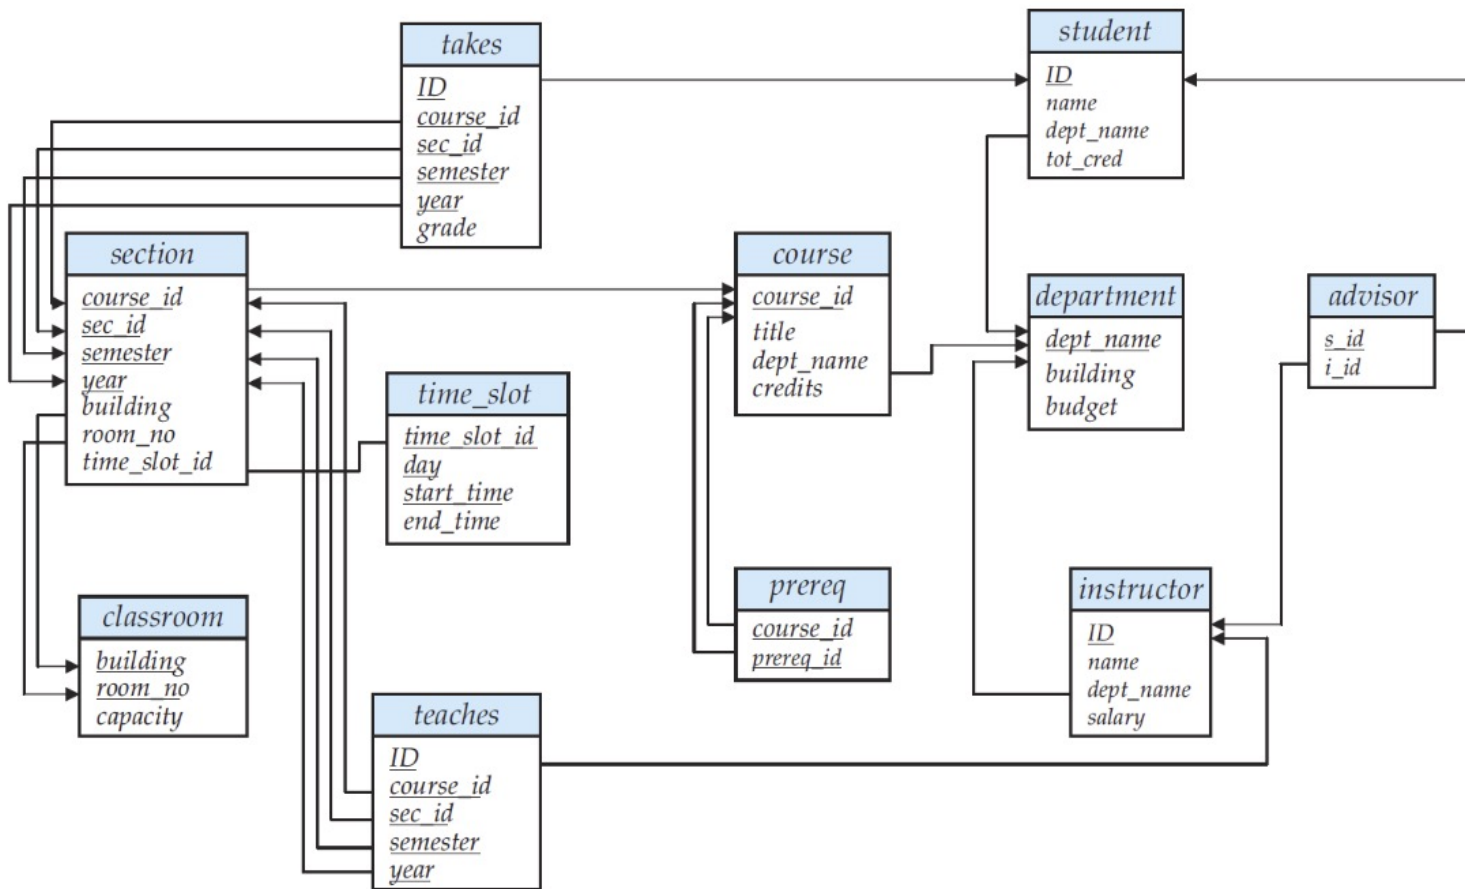 takes
ID
course_id
sec_id
semester
year
grade
student
ID
name
dept_name
tot_cred
section
course_id
sec_id
semester
year
building
room_no
time_slot_id
time_slot
time_slot_id
day
start_time
end_time
course
course_id
title
dept_name
credits
department
dept_name
building
budget
advisor
s_id
i_id
classroom
building
room_no
capacity
prereq
course_id
prereq_id
instructor
ID
name
dept_name
salary
teaches
ID
course_id
sec_id
semester
year